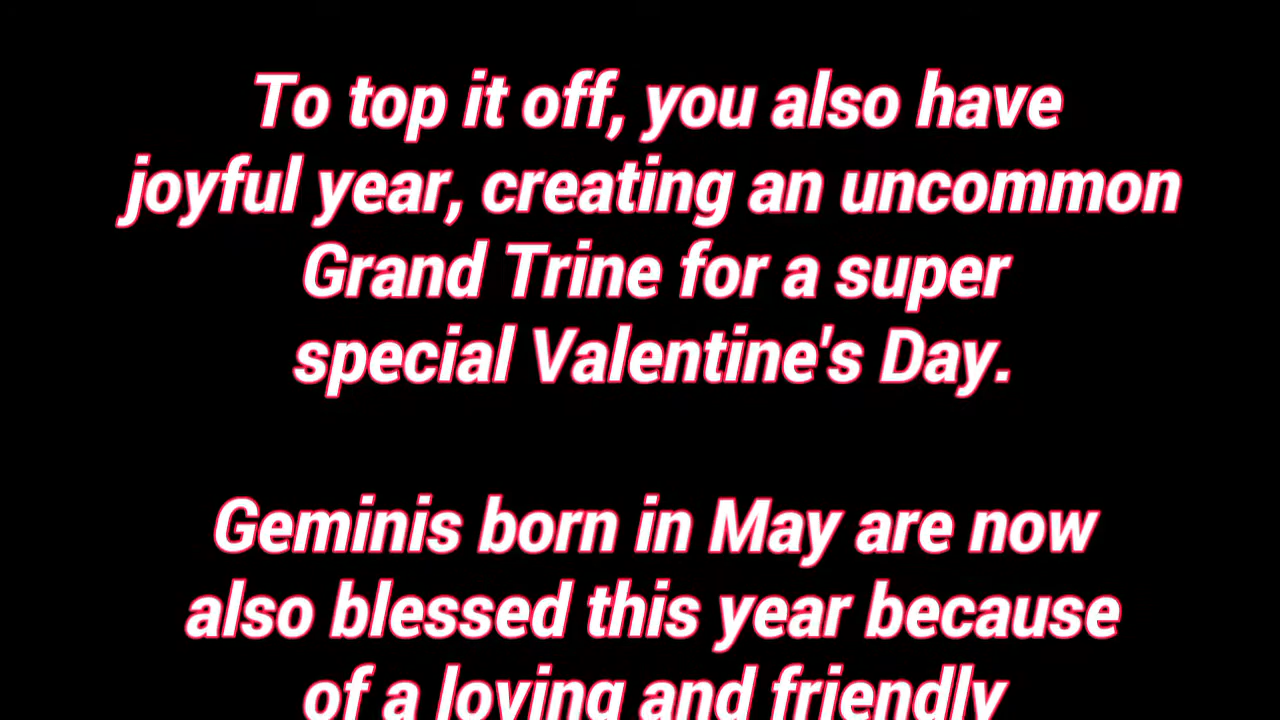 To top it off, you also have
joyful year, creating an uncommon
Grand Trine for a super
special Valentine's Day.
Geminis born in May are now
also blessed this year because
of a loving and friendly